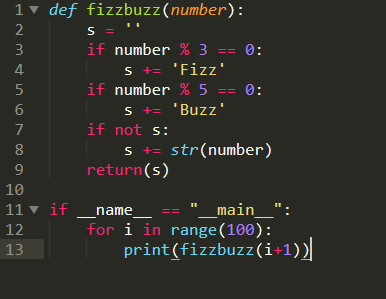 1 def fizzbuzz(number):
2     s = ''
3     if number % 3 == 0:
4         s += 'Fizz'
5     if number % 5 == 0:
6         s += 'Buzz'
7     if not s:
8         s += str(number)
9     return(s)
10
11 if __name__ == "__main__":
12     for i in range(100):
13         print(fizzbuzz(i+1))